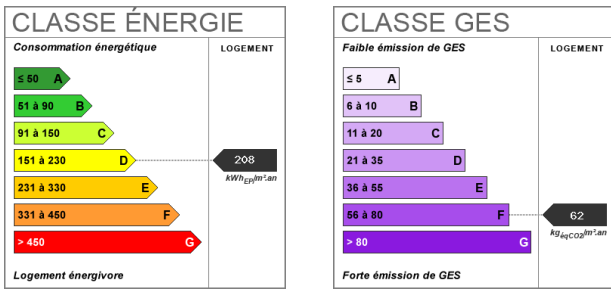 CLASSE ÉNERGIE
Consommation énergétique
LOGEMENT
≤ 50 A
51 à 90 B
91 à 150 C
151 à 230 D
208
kWhEP/m².an
231 à 330 E
331 à 450 F
> 450 G
Logement énergivore
CLASSE GES
Faible émission de GES
LOGEMENT
≤ 5 A
6 à 10 B
11 à 20 C
21 à 35 D
36 à 55 E
56 à 80 F
62
kgéqCO2/m².an
> 80 G
Forte émission de GES